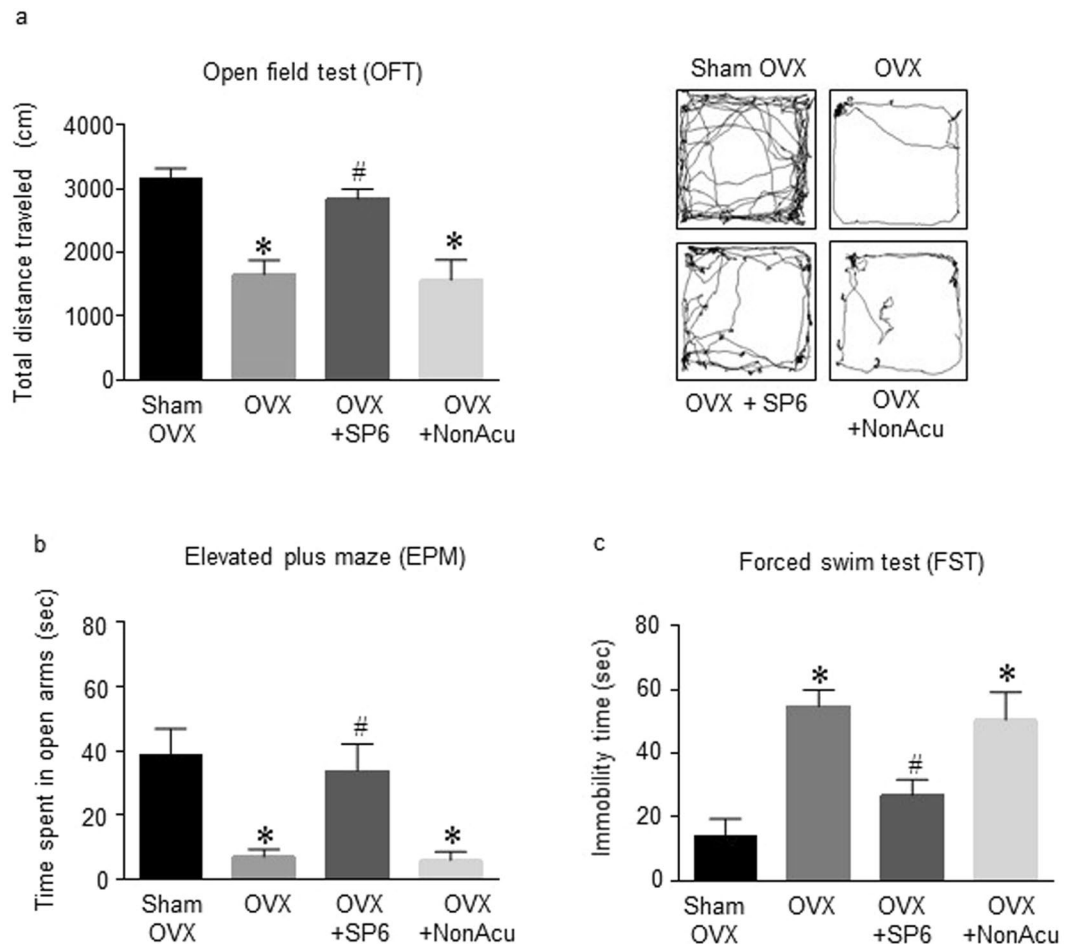 a
Open field test (OFT)
Total distance traveled (cm)
4000
3000
2000
1000
0
*
#
*
Sham
OVX
OVX
OVX
+SP6
OVX
+NonAcu
Sham OVX
OVX
OVX + SP6
OVX
+NonAcu
b
Elevated plus maze (EPM)
Time spent in open arms (sec)
80
60
40
20
0
*
#
*
Sham
OVX
OVX
OVX
+SP6
OVX
+NonAcu
c
Forced swim test (FST)
Immobility time (sec)
80
60
40
20
0
*
#
*
Sham
OVX
OVX
OVX
+SP6
OVX
+NonAcu